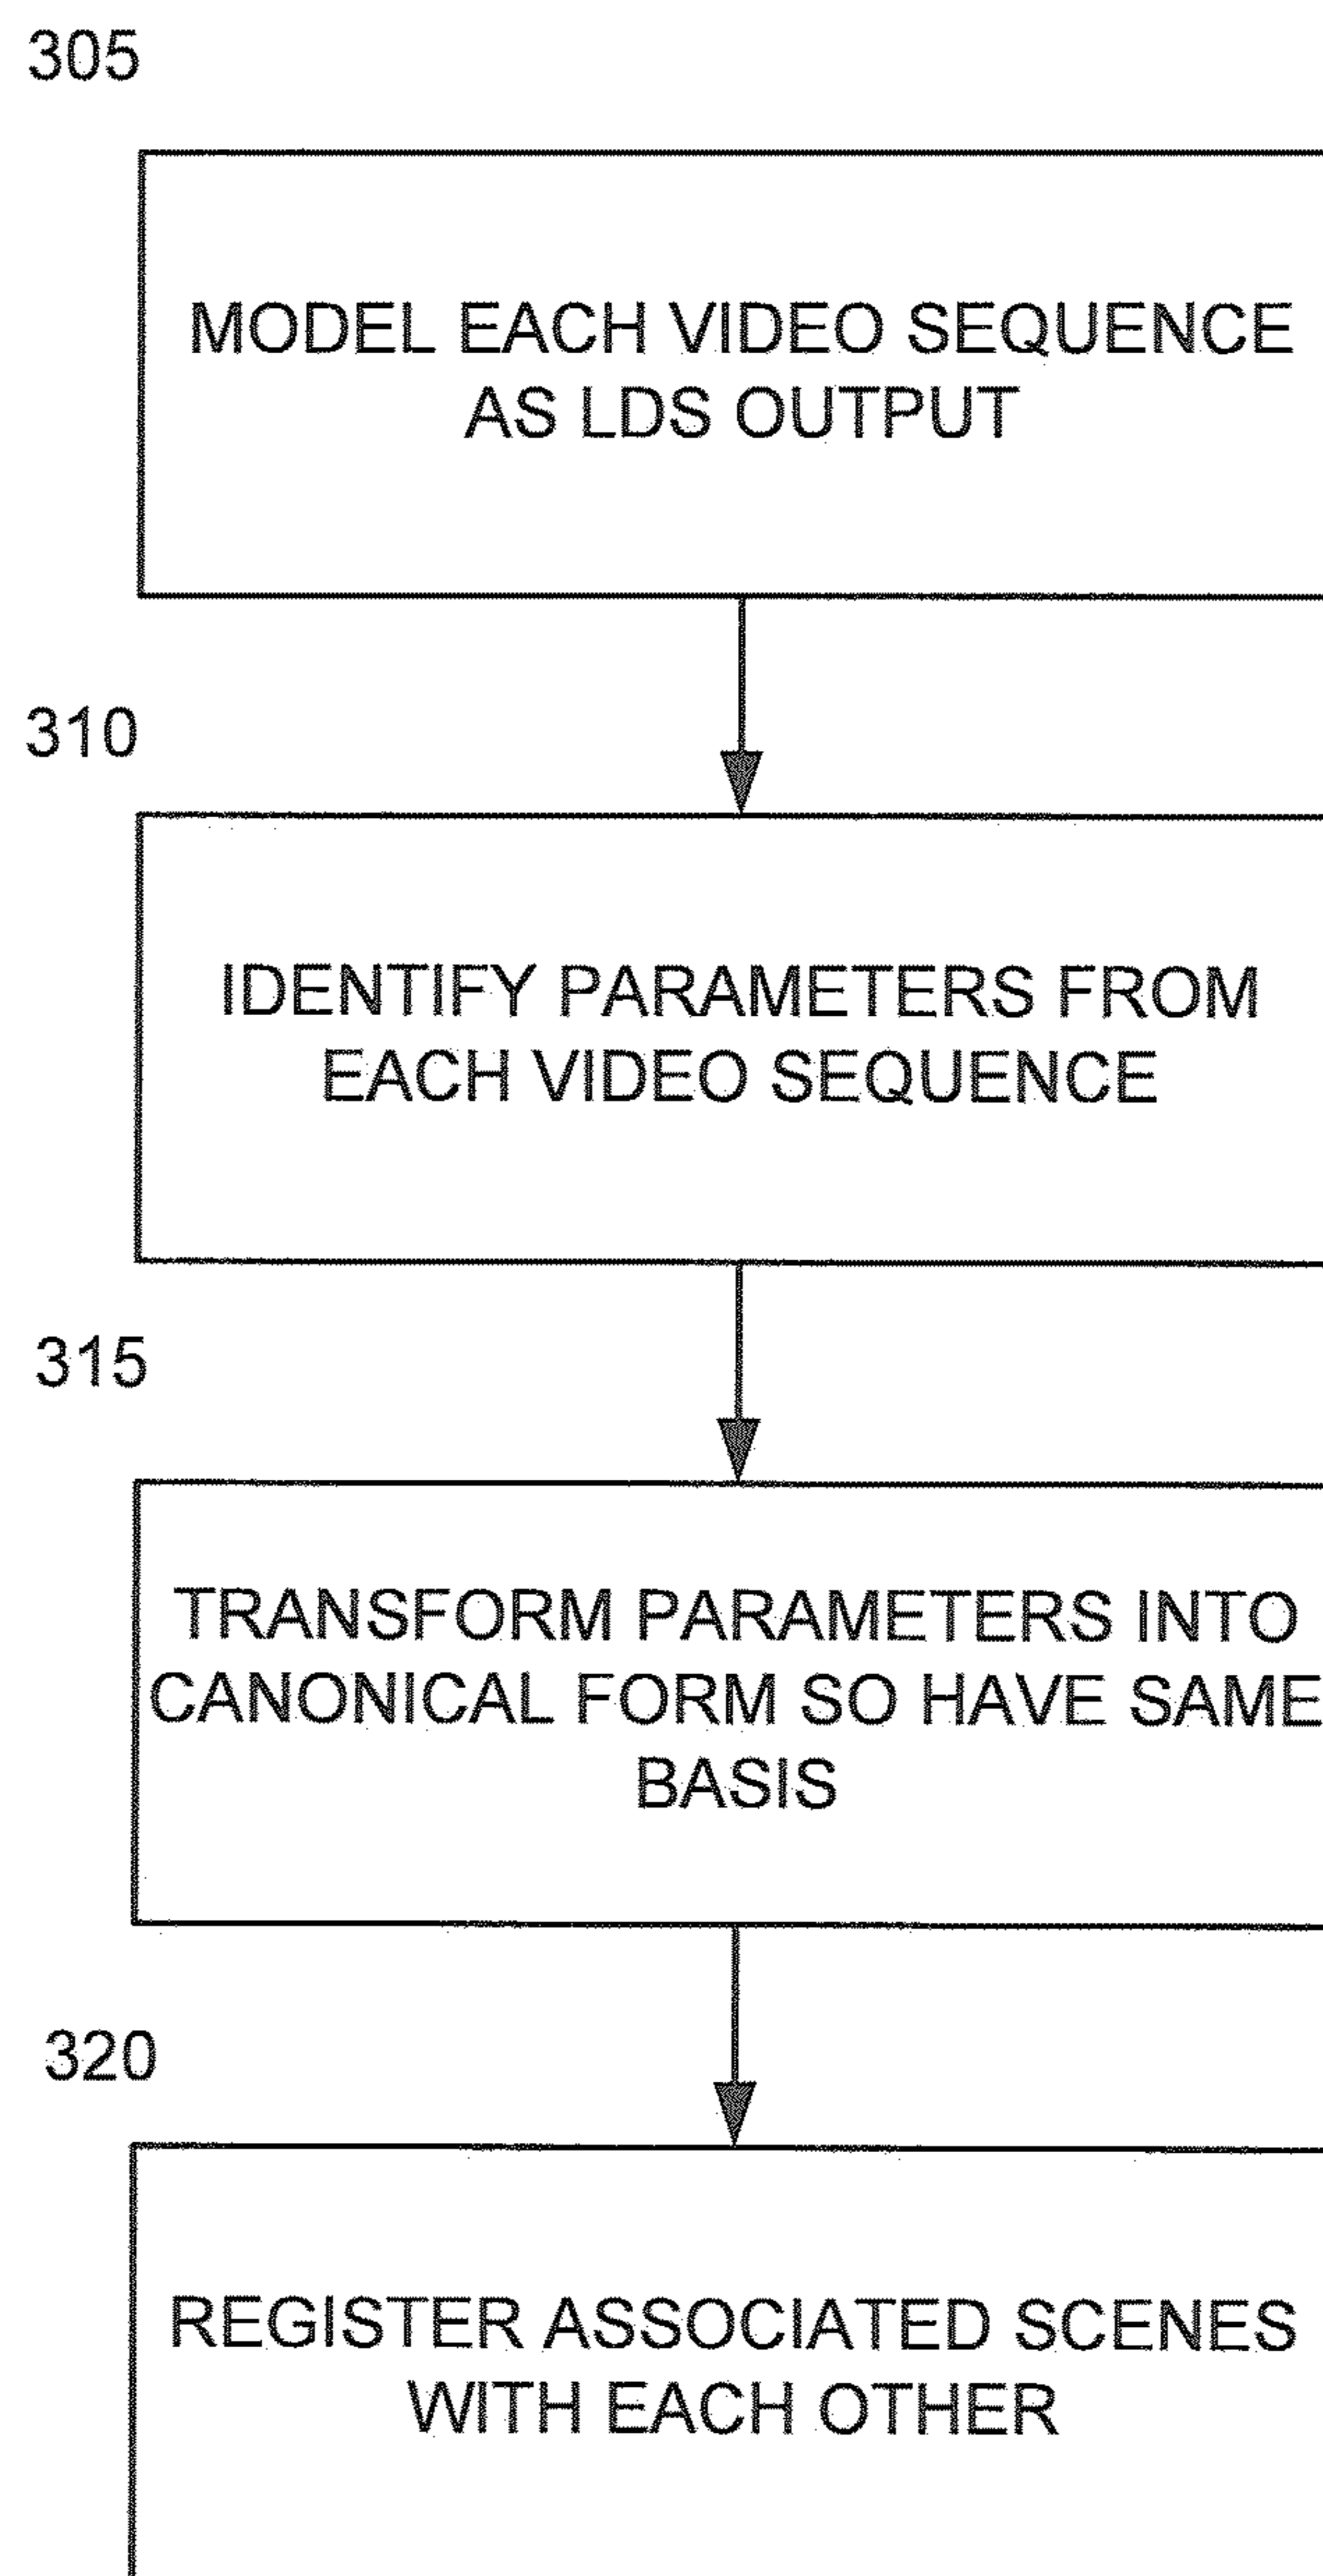 305
MODEL EACH VIDEO SEQUENCE
AS LDS OUTPUT
310
IDENTIFY PARAMETERS FROM
EACH VIDEO SEQUENCE
315
TRANSFORM PARAMETERS INTO
CANONICAL FORM SO HAVE SAME
BASIS
320
REGISTER ASSOCIATED SCENES
WITH EACH OTHER